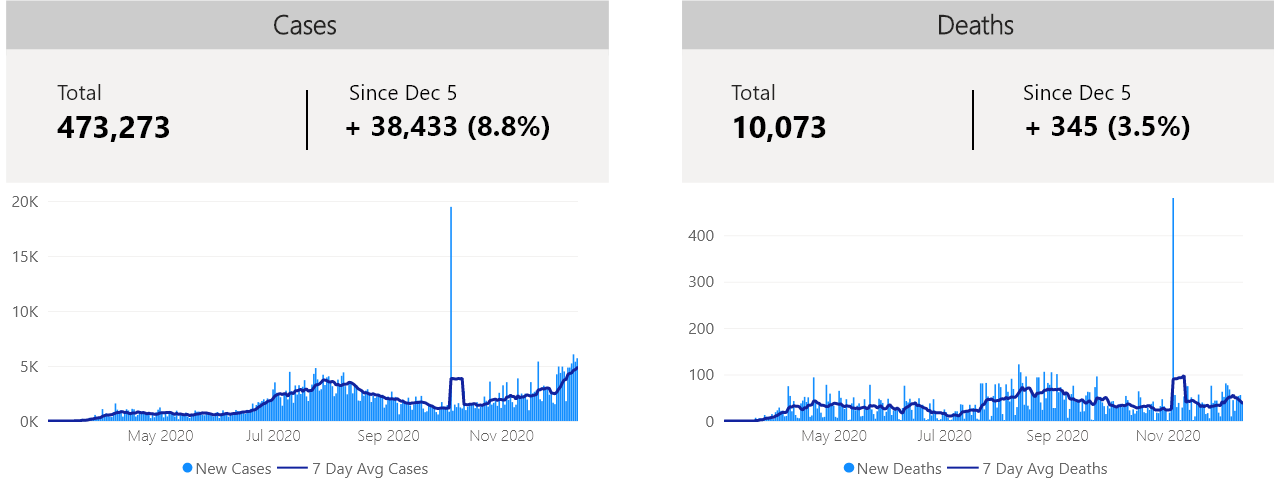 Cases
Total
473,273
Since Dec 5
+ 38,433 (8.8%)
20K
15K
10K
5K
0K
May 2020
Jul 2020
Sep 2020
Nov 2020
New Cases
7 Day Avg Cases
Deaths
Total
10,073
Since Dec 5
+ 345 (3.5%)
400
300
200
100
0
May 2020
Jul 2020
Sep 2020
Nov 2020
New Deaths
7 Day Avg Deaths